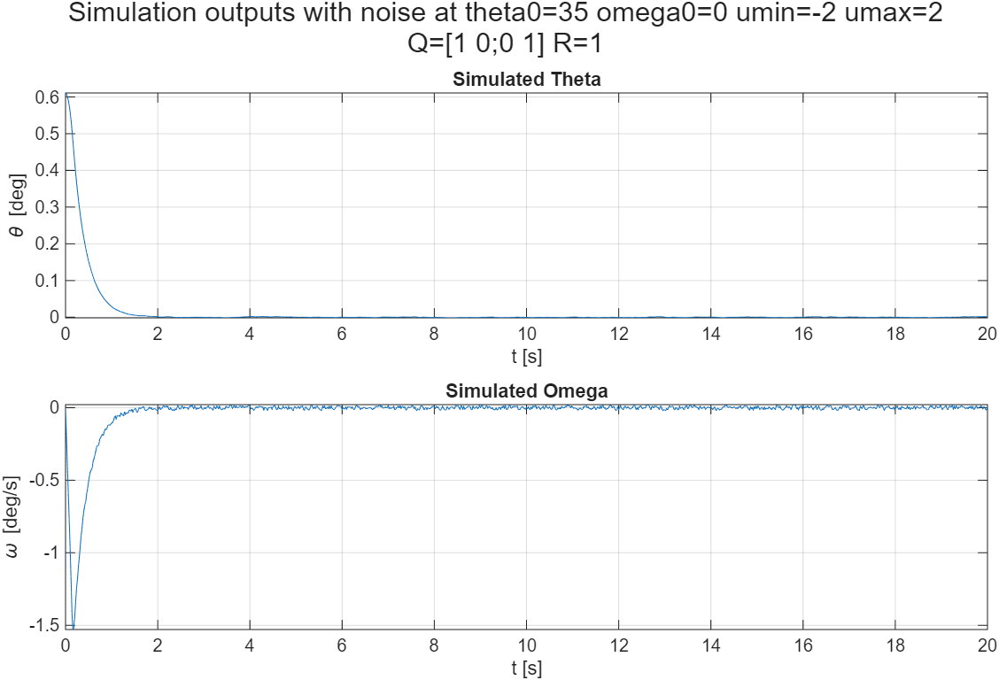 Simulation outputs with noise at theta0=35 omega0=0 umin=-2 umax=2
Q=[1 0;0 1] R=1
Simulated Theta
θ [deg]
0.6
0.5
0.4
0.3
0.2
0.1
0
0 2 4 6 8 10 12 14 16 18 20
t [s]
Simulated Omega
ω [deg/s]
0
-0.5
-1
-1.5
0 2 4 6 8 10 12 14 16 18 20
t [s]